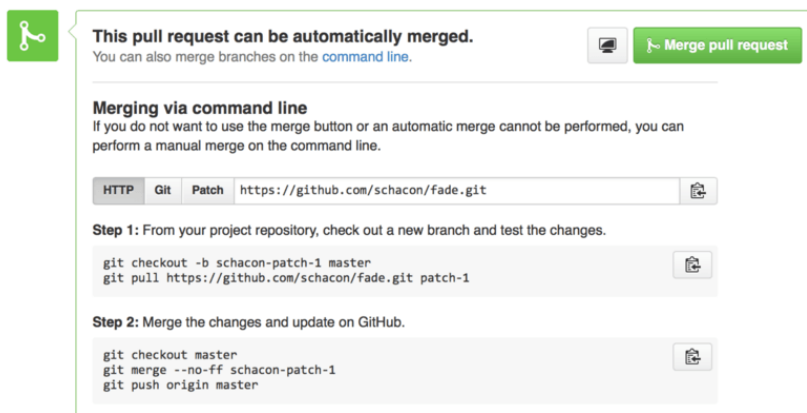 This pull request can be automatically merged.
You can also merge branches on the command line.
Merge pull request
Merging via command line
If you do not want to use the merge button or an automatic merge cannot be performed, you can
perform a manual merge on the command line.
HTTP Git Patch https://github.com/schacon/fade.git
Step 1: From your project repository, check out a new branch and test the changes.
git checkout -b schacon-patch-1 master
git pull https://github.com/schacon/fade.git patch-1
Step 2: Merge the changes and update on GitHub.
git checkout master
git merge --no-ff schacon-patch-1
git push origin master